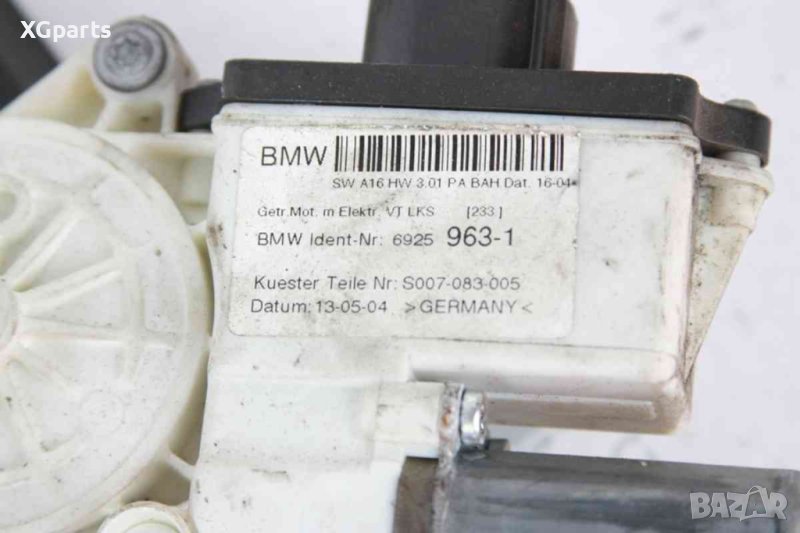 XGparts
BMW
SW A16 HW 3.01 PA BAH Dat. 16-04
Getr.Mot. m Elektr, VT LKS [233]
BMW Ident-Nr: 6925 963-1
Kuester Teile Nr: S007-083-005
Datum: 13-05-04 >GERMANY<
BAZAR